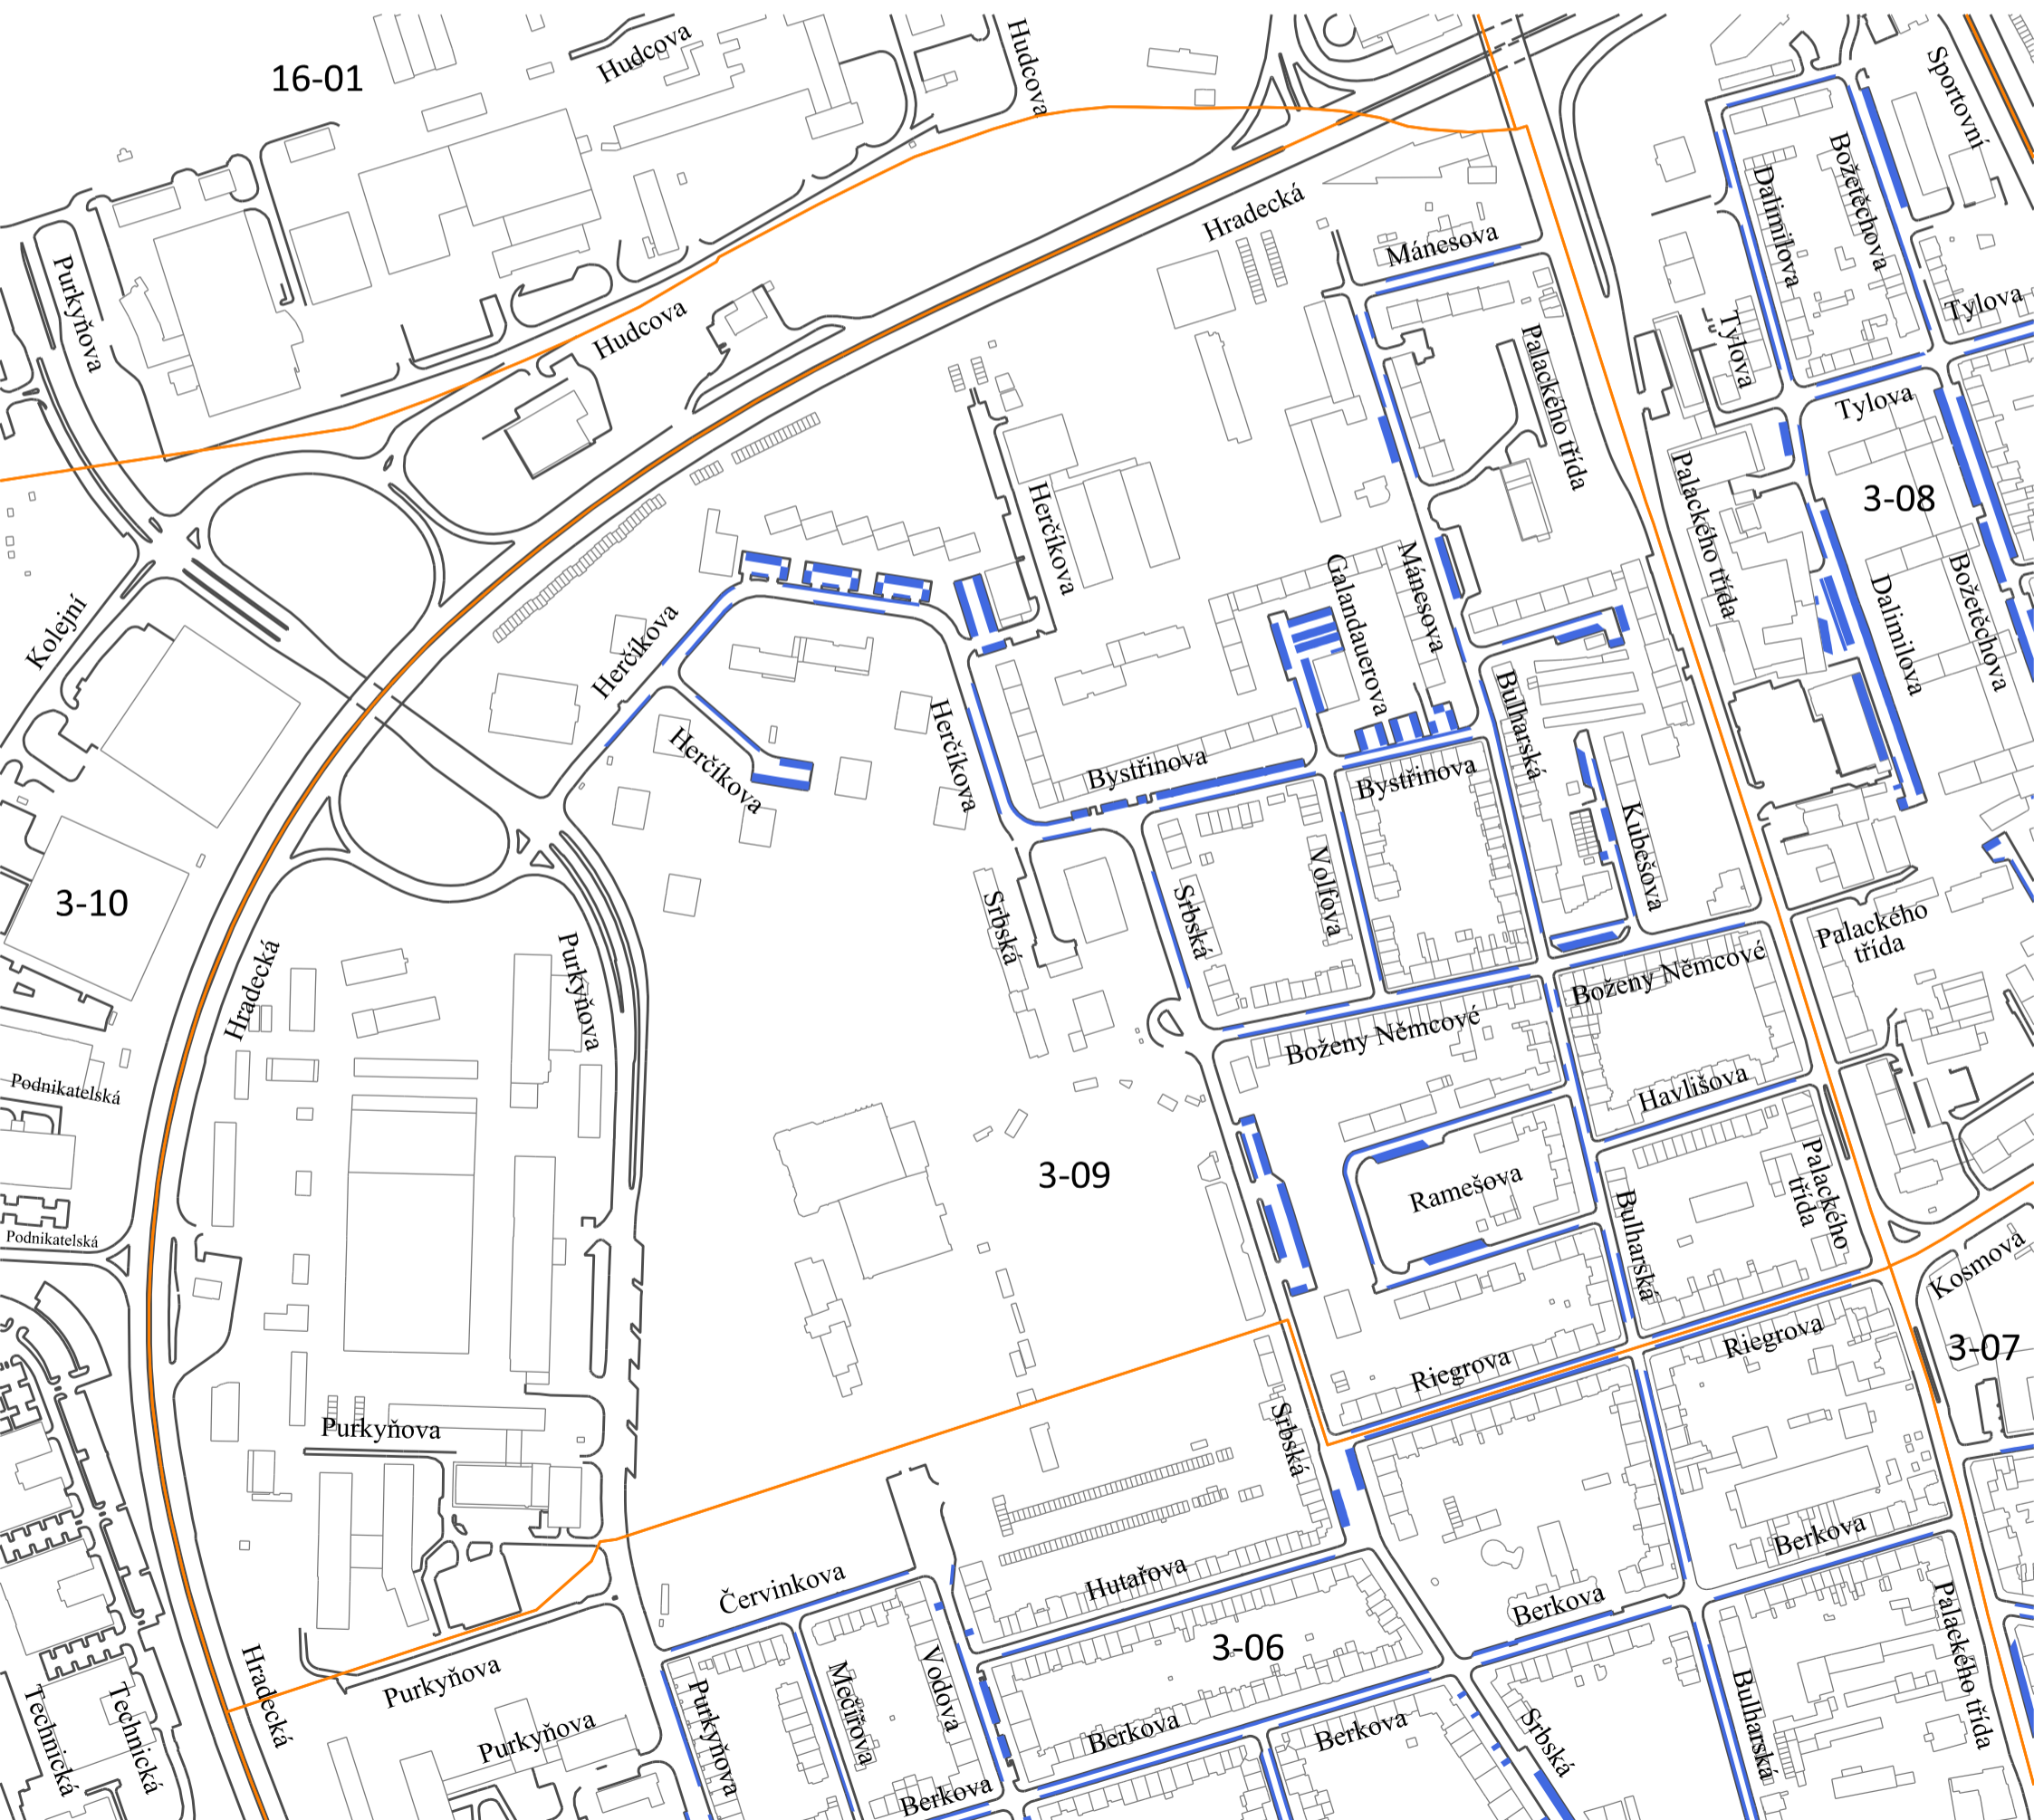 Hudcova
Hudcova
16-01
Sportovní
Božetěchova
Dalimilova
Hradecká
Mánesova
Purkyňova
Tylova
Hudcova
Tylova
Palackého třída
Tylova
Palackého třída
3-08
Herčíkova
Galandauerova
Mánesova
Božetěchova
Dalimilova
Kolejní
Herčíkova
Bulharská
Herčíkova
Herčíkova
Bystřinova
Bystřinova
Kubešova
Volfova
3-10
Srbská
Srbská
Palackého
třída
Hradecká
Purkyňova
Boženy Němcové
Boženy Němcové
Podnikatelská
Havlišova
3-09
Ramešova
Palackého
třída
Bulharská
Podnikatelská
Kosmova
Riegrova
3-07
Riegrova
Purkyňova
Srbská
Berkova
Hutařova
Červinkova
Berkova
3-06
Palackého třída
Hradecká
Purkyňova
Mečířova
Vodova
Purkyňova
Technická
Technická
Purkyňova
Berkova
Berkova
Srbská
Bulharská
Berkova